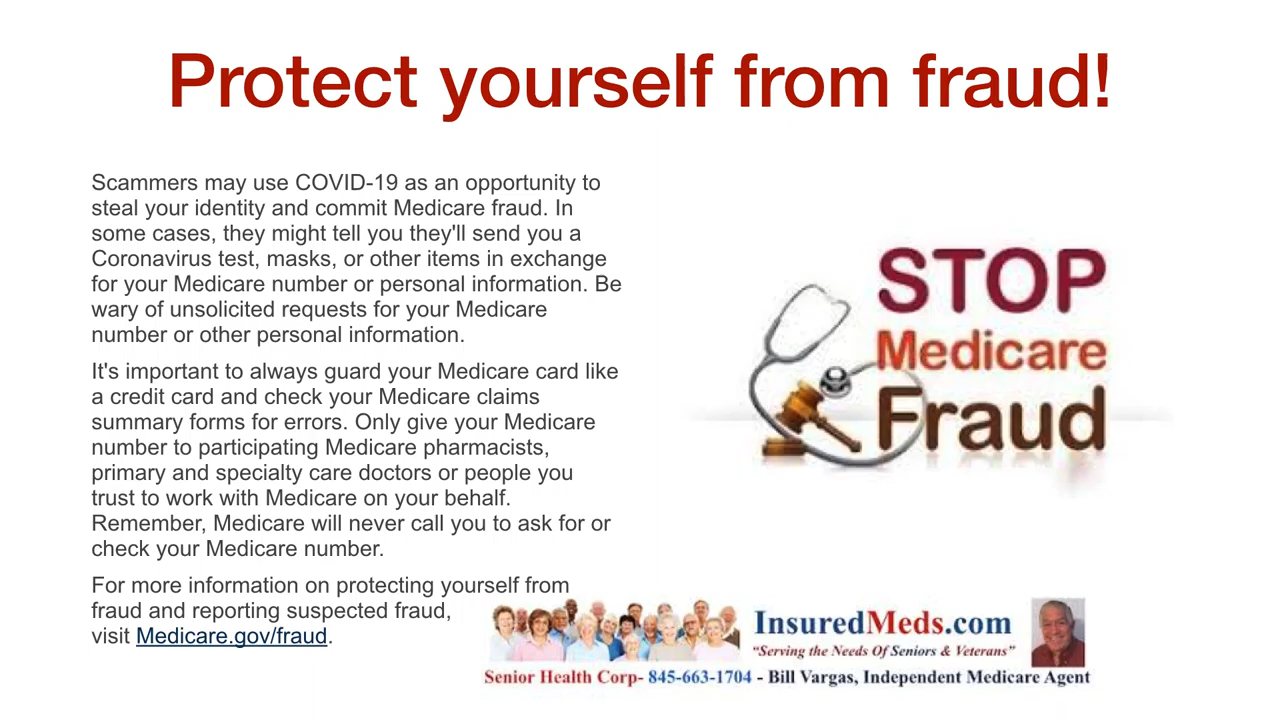 Protect yourself from fraud!
Scammers may use COVID-19 as an opportunity to
steal your identity and commit Medicare fraud. In
some cases, they might tell you they'll send you a
Coronavirus test, masks, or other items in exchange
for your Medicare number or personal information. Be
wary of unsolicited requests for your Medicare
number or other personal information.
It's important to always guard your Medicare card like
a credit card and check your Medicare claims
summary forms for errors. Only give your Medicare
number to participating Medicare pharmacists,
primary and specialty care doctors or people you
trust to work with Medicare on your behalf.
Remember, Medicare will never call you to ask for or
check your Medicare number.
For more information on protecting yourself from
fraud and reporting suspected fraud,
visit Medicare.gov/fraud.
STOP
Medicare
Fraud
InsuredMeds.com
"Serving the Needs Of Seniors & Veterans"
Senior Health Corp- 845-663-1704 - Bill Vargas, Independent Medicare Agent